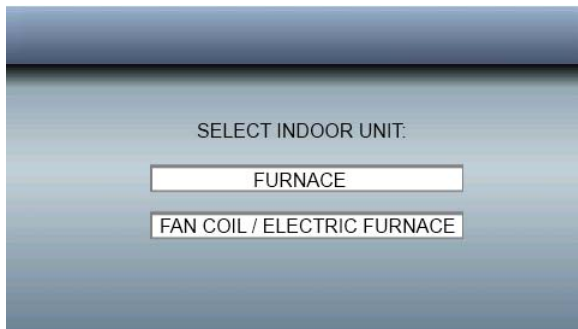 SELECT INDOOR UNIT:
FURNACE
FAN COIL / ELECTRIC FURNACE